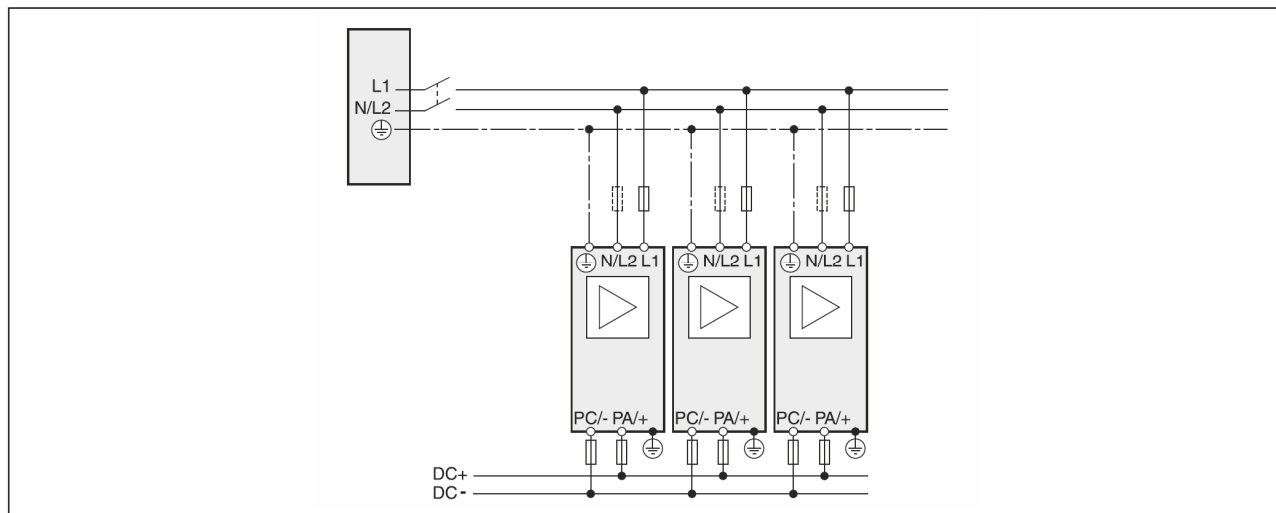 L1
N/L2
N/L2 L1
N/L2 L1
N/L2 L1
PC/- PA/+
PC/- PA/+
PC/- PA/+
DC+
DC-